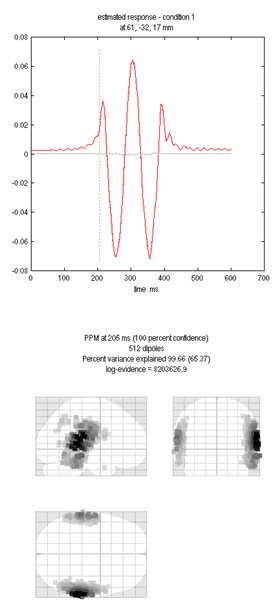 estimated response - condition 1
at 61, -32, 17 mm
0.08
0.06
0.04
0.02
0
-0.02
-0.04
-0.06
-0.08
0 100 200 300 400 500 600 700
time ms
PPM at 205 ms (100 percent confidence)
512 dipoles
Percent variance explained 99.66 (65.37)
log-evidence = 8203626.9